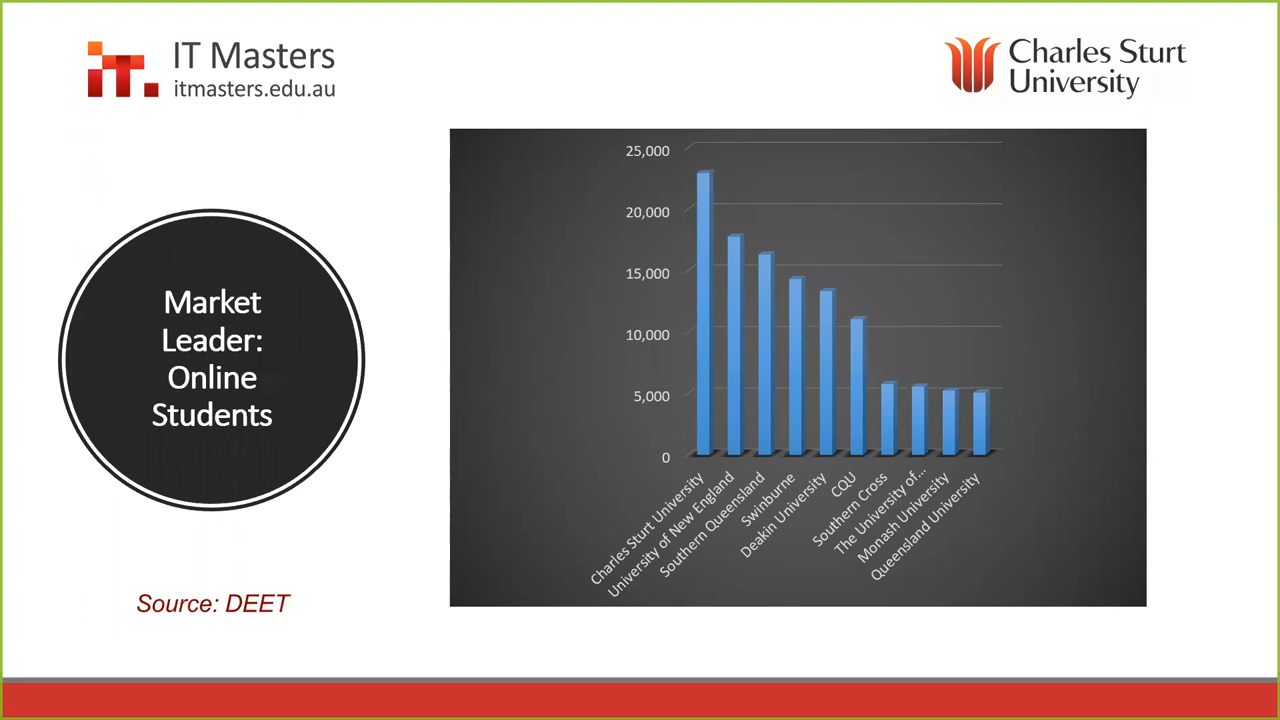 IT Masters
itmasters.edu.au
Charles Sturt
University
Market
Leader:
Online
Students
Source: DEET
25,000
20,000
15,000
10,000
5,000
0
Charles Sturt University
University of New England
Southern Queensland
Swinburne
Deakin University
CQU
Southern Cross
The University of...
Monash University
Queensland University